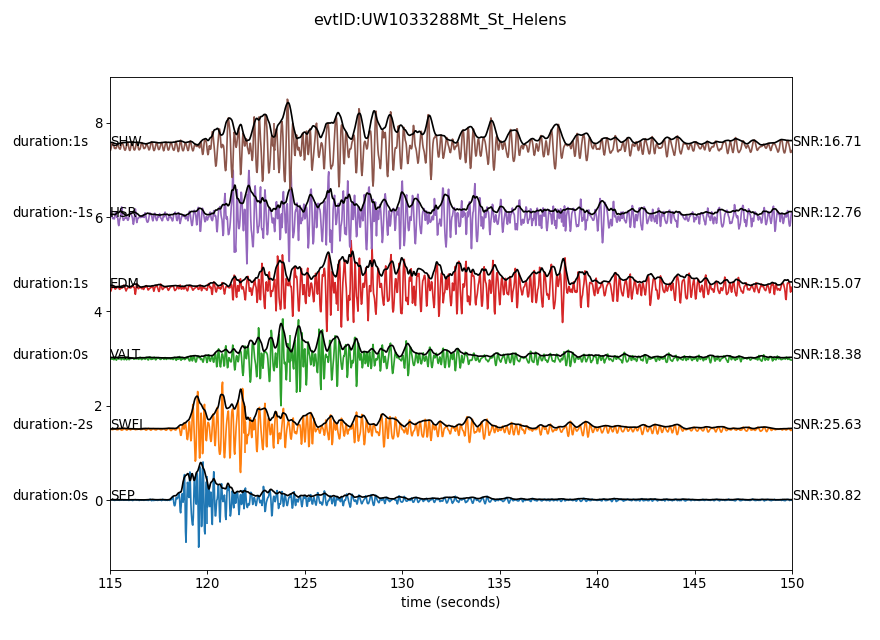 evtID:UW1033288Mt_St_Helens
8
duration:1s SHW SNR:16.71
duration:-1s HSR SNR:12.76
6
duration:1s EDM SNR:15.07
4
duration:0s VALT SNR:18.38
2
duration:-2s SWFL SNR:25.63
duration:0s SEP SNR:30.82
0
115 120 125 130 135 140 145 150
time (seconds)